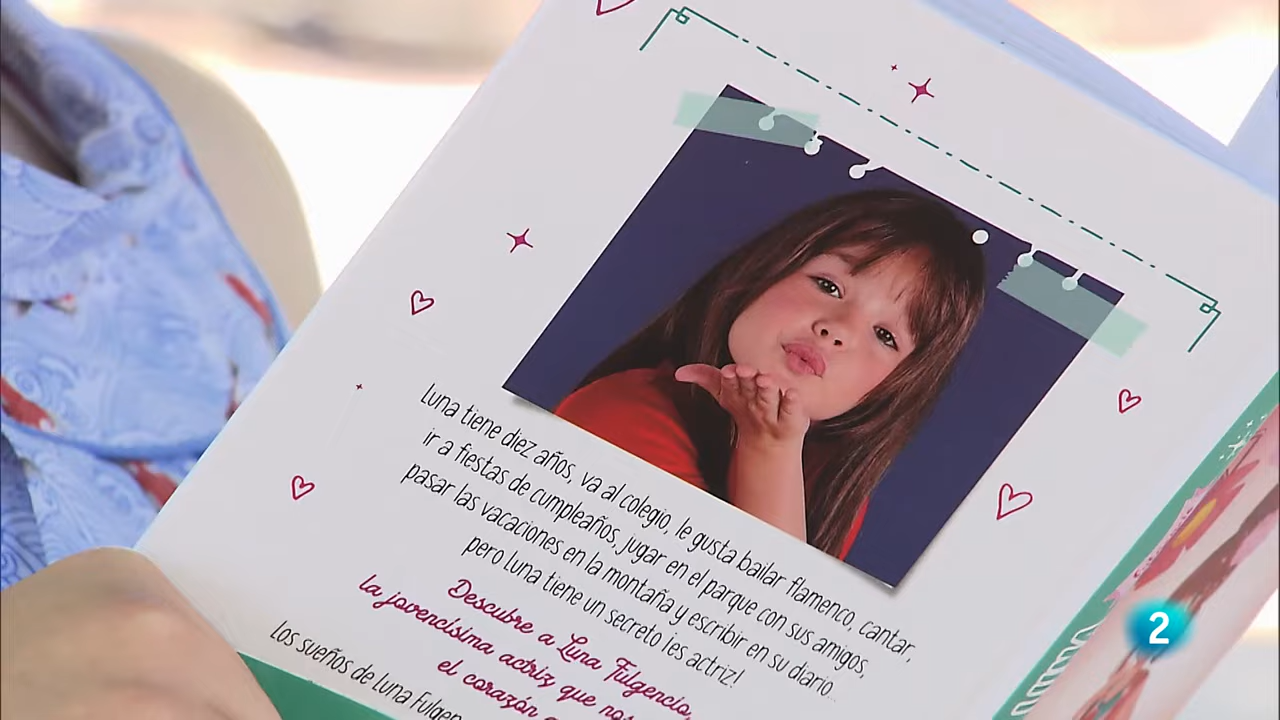 Luna tiene diez años, va al colegio, le gusta bailar flamenco, cantar,
ir a fiestas de cumpleaños, jugar en el parque con sus amigos,
pasar las vacaciones en la montaña y escribir en su diario...
pero Luna tiene un secreto ¡es actriz!
Descubre a Luna Fulgencio,
la jovencísima actriz que nos
el corazón
Los sueños de Luna
2